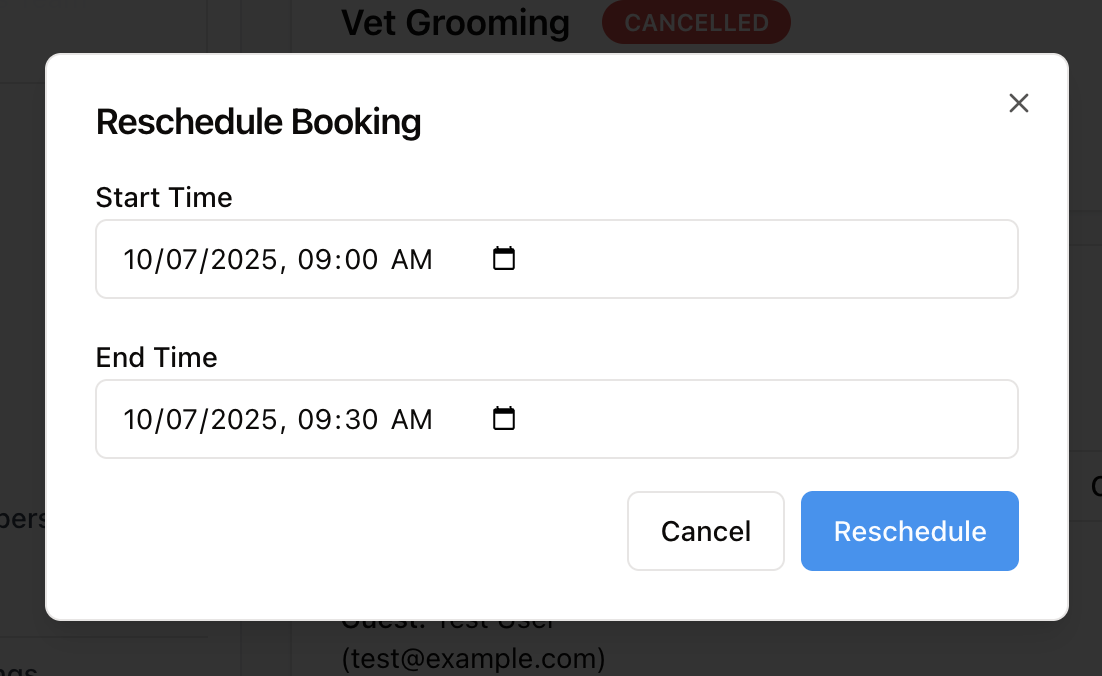 Vet Grooming CANCELLED
Reschedule Booking
Start Time
10/07/2025, 09:00 AM
End Time
10/07/2025, 09:30 AM
Cancel Reschedule
Guest: Test User
(test@example.com)